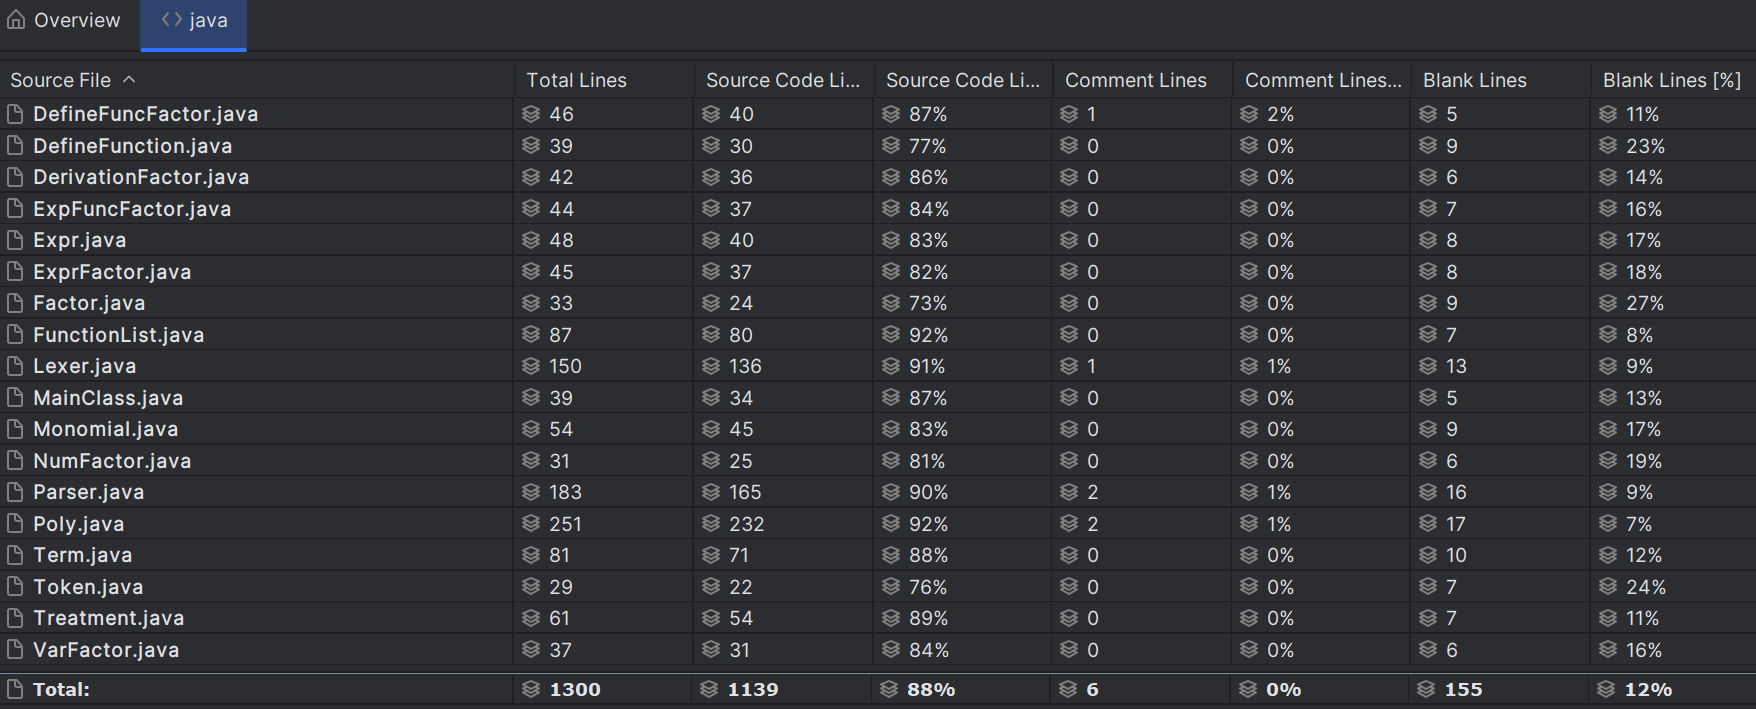 Overview <> java
Source File Total Lines Source Code Li... Source Code Li... Comment Lines Comment Lines... Blank Lines Blank Lines [%]
DefineFuncFactor.java 46 40 87% 1 2% 5 11%
DefineFunction.java 39 30 77% 0 0% 9 23%
DerivationFactor.java 42 36 86% 0 0% 6 14%
ExpFuncFactor.java 44 37 84% 0 0% 7 16%
Expr.java 48 40 83% 0 0% 8 17%
ExprFactor.java 45 37 82% 0 0% 8 18%
Factor.java 33 24 73% 0 0% 9 27%
FunctionList.java 87 80 92% 0 0% 7 8%
Lexer.java 150 136 91% 1 1% 13 9%
MainClass.java 39 34 87% 0 0% 5 13%
Monomial.java 54 45 83% 0 0% 9 17%
NumFactor.java 31 25 81% 0 0% 6 19%
Parser.java 183 165 90% 2 1% 16 9%
Poly.java 251 232 92% 2 1% 17 7%
Term.java 81 71 88% 0 0% 10 12%
Token.java 29 22 76% 0 0% 7 24%
Treatment.java 61 54 89% 0 0% 7 11%
VarFactor.java 37 31 84% 0 0% 6 16%
Total: 1300 1139 88% 6 0% 155 12%